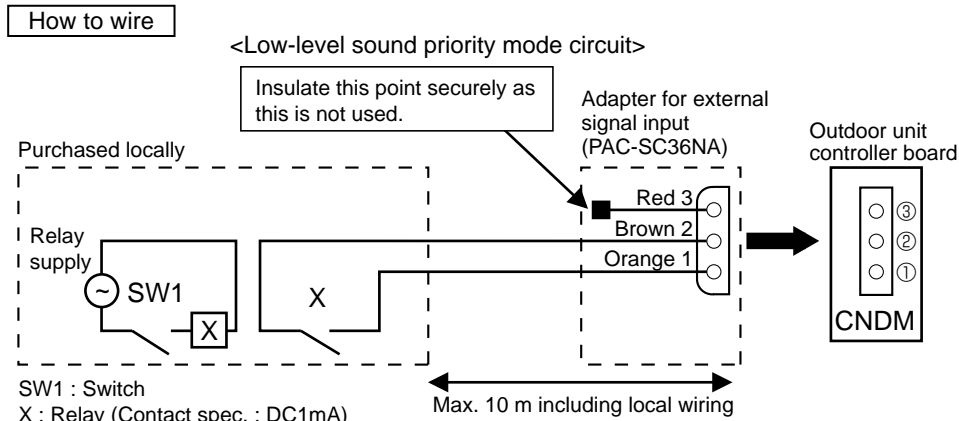 How to wire
<Low-level sound priority mode circuit>
Insulate this point securely as
this is not used.
Adapter for external
signal input
(PAC-SC36NA)
Outdoor unit
controller board
Purchased locally
Red 3
Brown 2
Orange 1
③
②
①
Relay
supply
~
SW1
X
X
CNDM
SW1 : Switch
X : Relay (Contact spec. : DC1mA)
Max. 10 m including local wiring